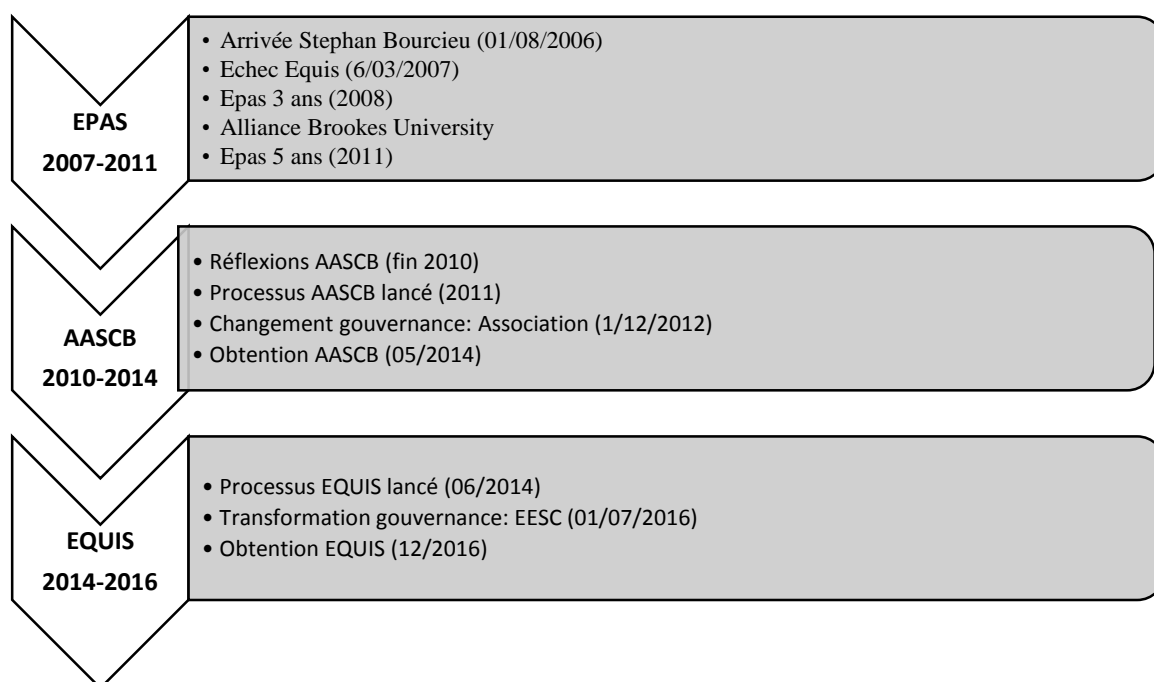 EPAS
2007-2011
• Arrivée Stephan Bourcieu (01/08/2006)
• Echec Equis (6/03/2007)
• Epas 3 ans (2008)
• Alliance Brookes University
• Epas 5 ans (2011)
AASCB
2010-2014
• Réflexions AASCB (fin 2010)
• Processus AASCB lancé (2011)
• Changement gouvernance: Association (1/12/2012)
• Obtention AASCB (05/2014)
EQUIS
2014-2016
• Processus EQUIS lancé (06/2014)
• Transformation gouvernance: EESC (01/07/2016)
• Obtention EQUIS (12/2016)